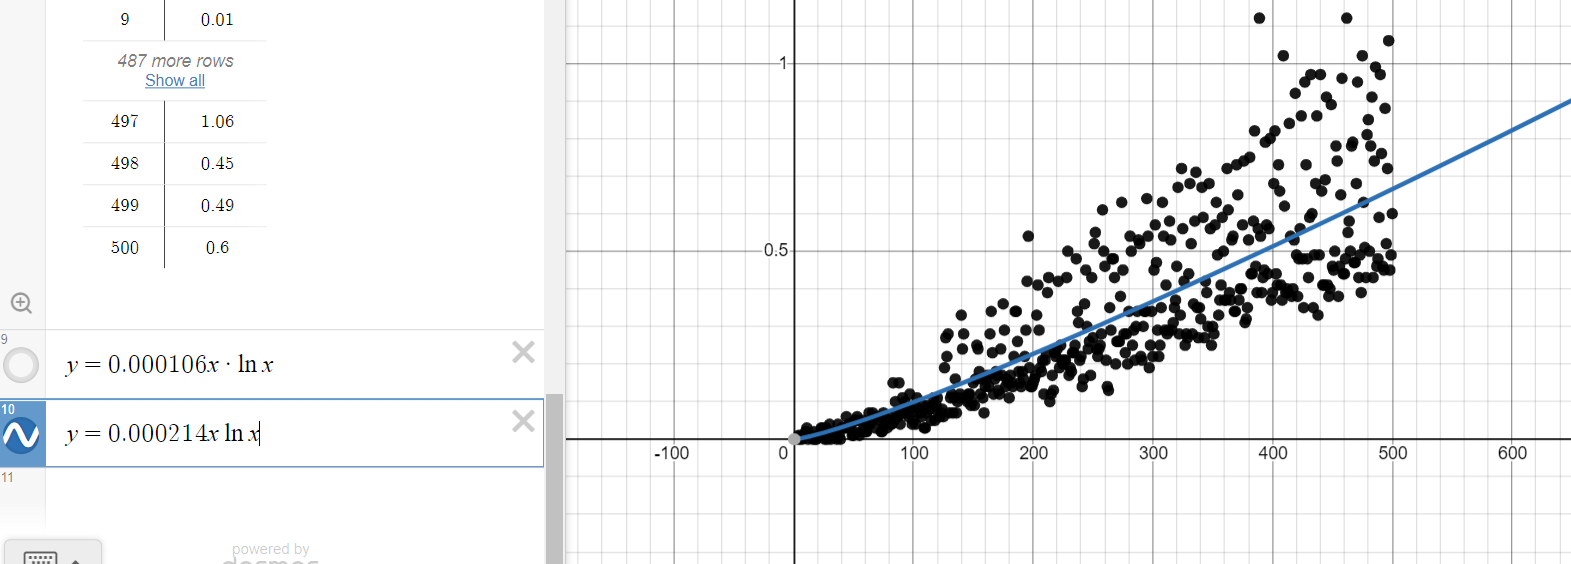 9 0.01
487 more rows
Show all
497 1.06
498 0.45
499 0.49
500 0.6
9
y = 0.000106x · ln x
10
y = 0.000214x ln x
11
powered by
desmos
1
0.5
-100 0 100 200 300 400 500 600